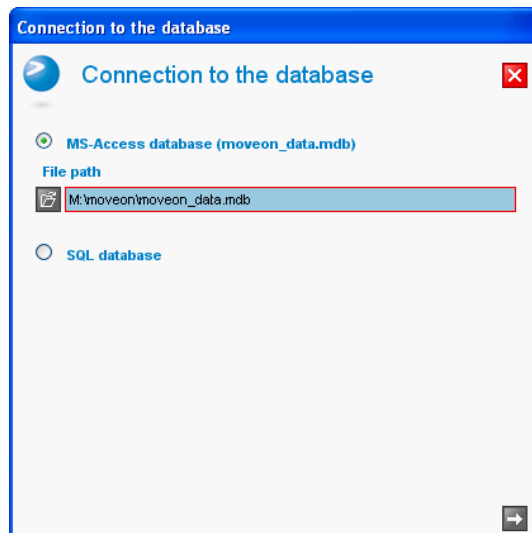 Connection to the database
Connection to the database
MS-Access database (moveon_data.mdb)
File path
M:\moveon\moveon_data.mdb
SQL database